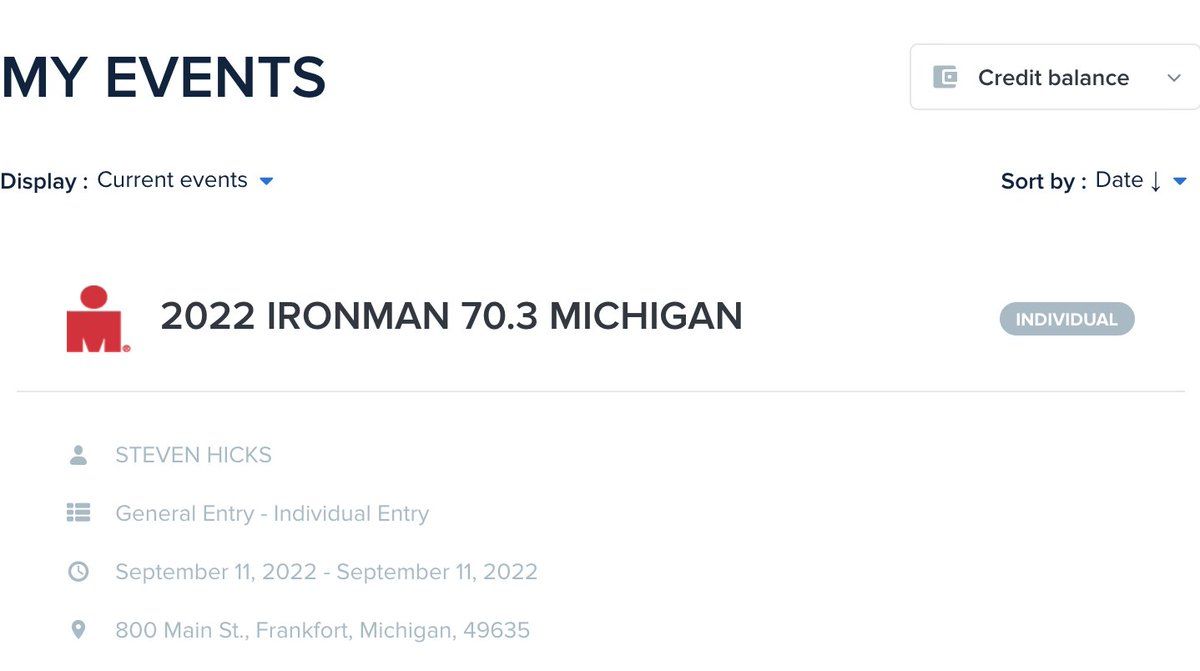 MY EVENTS
Credit balance
Display : Current events
Sort by : Date ↓
2022 IRONMAN 70.3 MICHIGAN
INDIVIDUAL
STEVEN HICKS
General Entry - Individual Entry
September 11, 2022 - September 11, 2022
800 Main St., Frankfort, Michigan, 49635